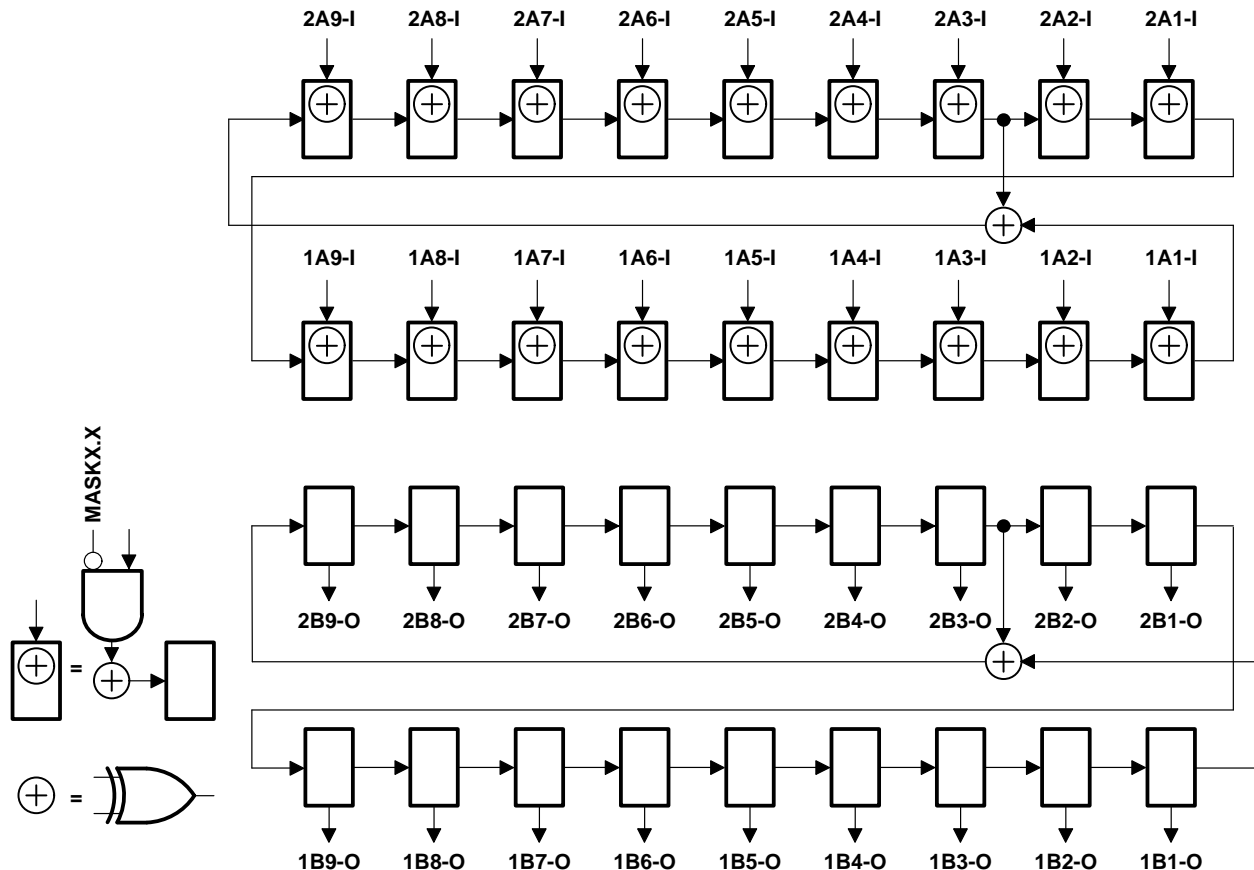 2A9-I 2A8-I 2A7-I 2A6-I 2A5-I 2A4-I 2A3-I 2A2-I 2A1-I
1A9-I 1A8-I 1A7-I 1A6-I 1A5-I 1A4-I 1A3-I 1A2-I 1A1-I
MASKX.X
2B9-O 2B8-O 2B7-O 2B6-O 2B5-O 2B4-O 2B3-O 2B2-O 2B1-O
=
=
1B9-O 1B8-O 1B7-O 1B6-O 1B5-O 1B4-O 1B3-O 1B2-O 1B1-O